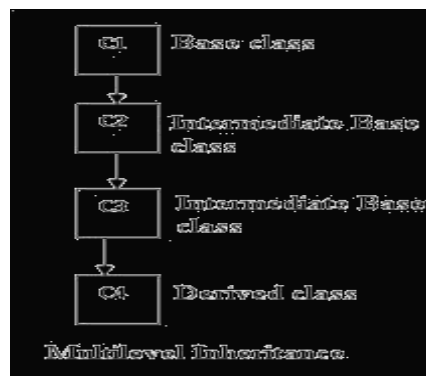 C1 Base class
C2 Intermediate Base
class
C3 Intermediate Base
class
C4 Derived class
Multilevel Inheritance